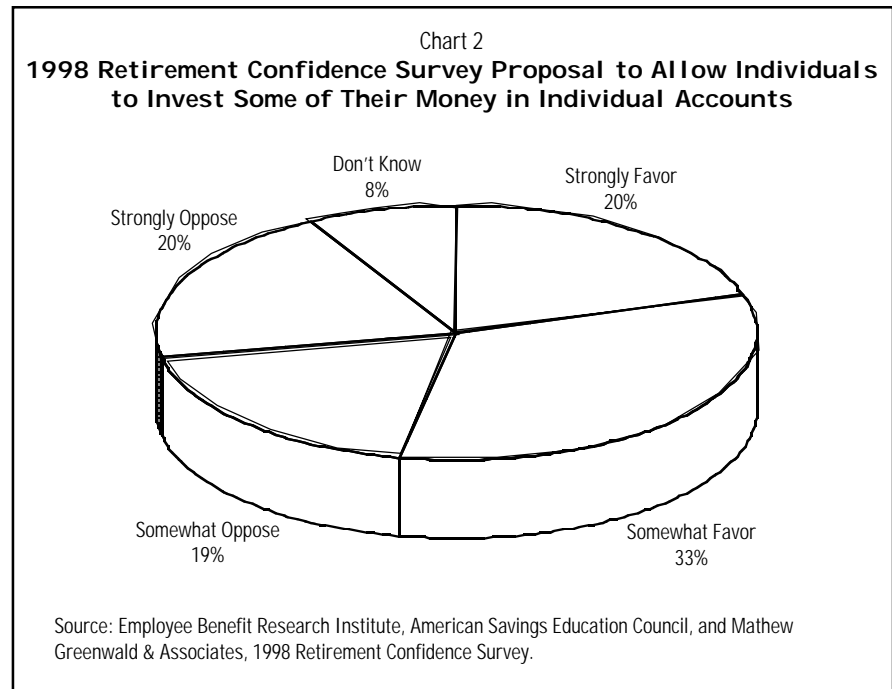 Chart 2
1998 Retirement Confidence Survey Proposal to Allow Individuals
to Invest Some of Their Money in Individual Accounts
Don't Know
8%
Strongly Favor
20%
Strongly Oppose
20%
Somewhat Oppose
19%
Somewhat Favor
33%
Source: Employee Benefit Research Institute, American Savings Education Council, and Mathew
Greenwald & Associates, 1998 Retirement Confidence Survey.